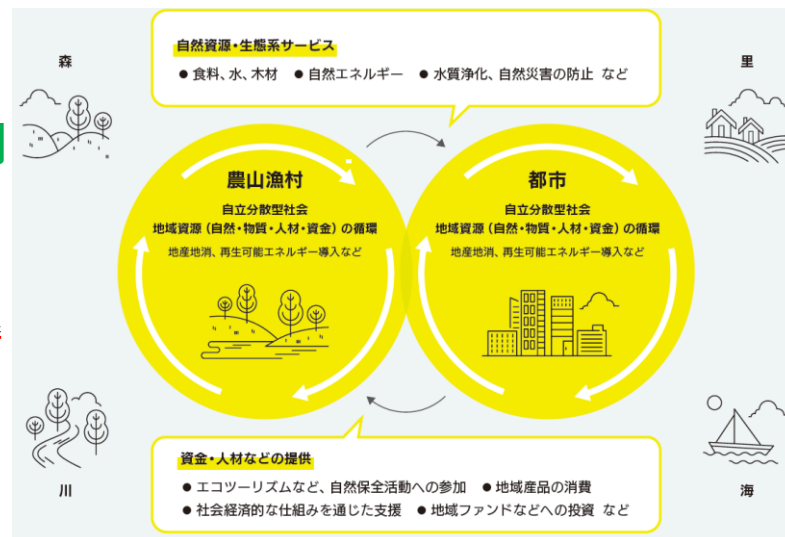 自然資源・生態系サービス
● 食料、水、木材 ● 自然エネルギー ● 水質浄化、自然災害の防止 など
森
里
農山漁村
自立分散型社会
地域資源（自然・物質・人材・資金）の循環
地産地消、再生可能エネルギー導入など
都市
自立分散型社会
地域資源（自然・物質・人材・資金）の循環
地産地消、再生可能エネルギー導入など
川
海
資金・人材などの提供
● エコツーリズムなど、自然保全活動への参加 ● 地域産品の消費
● 社会経済的な仕組みを通じた支援 ● 地域ファンドなどへの投資 など